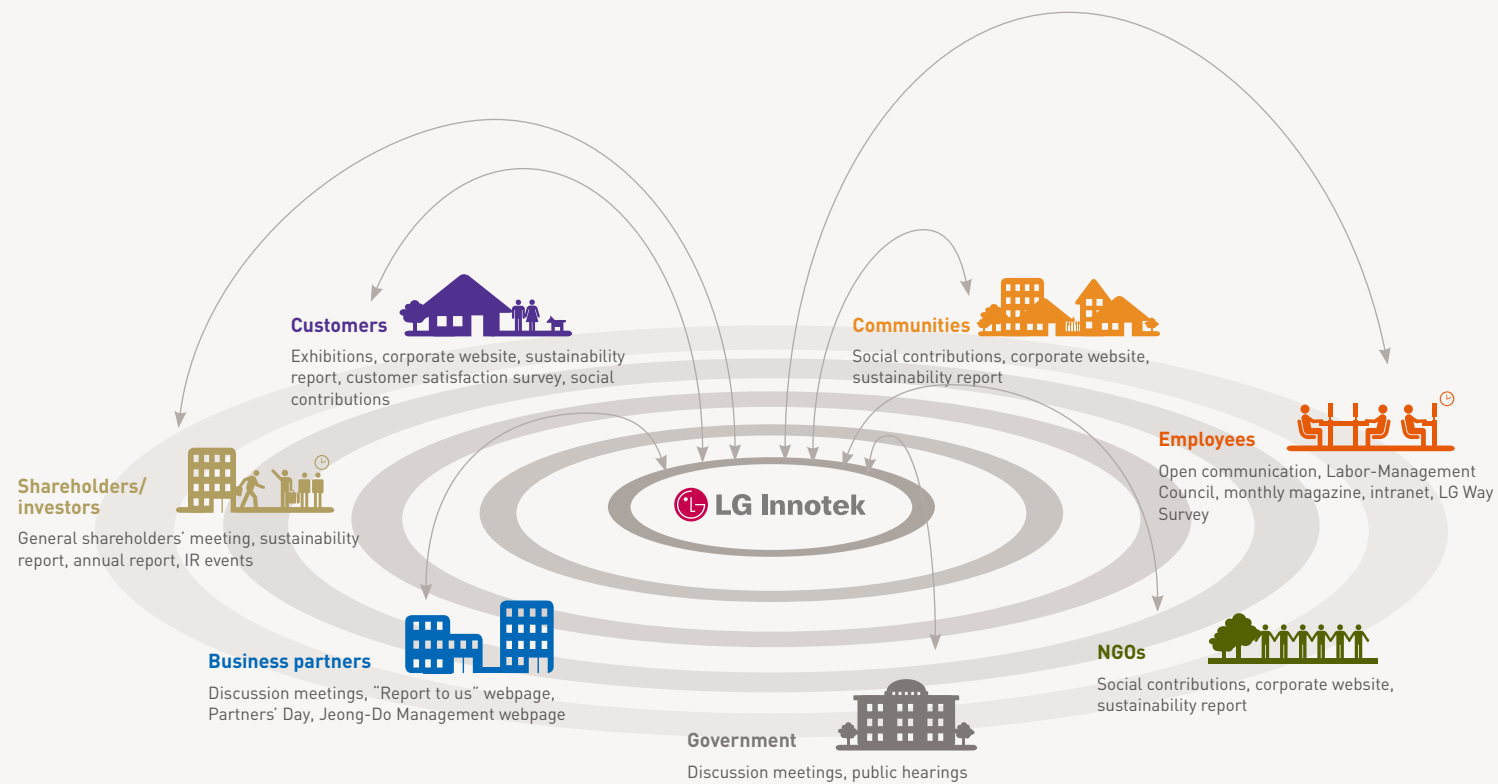 Customers
Exhibitions, corporate website, sustainability
report, customer satisfaction survey, social
contributions
Communities
Social contributions, corporate website,
sustainability report
Employees
Open communication, Labor-Management
Council, monthly magazine, intranet, LG Way
Survey
Shareholders/
investors
General shareholders’ meeting, sustainability
report, annual report, IR events
LG Innotek
Business partners
Discussion meetings, “Report to us” webpage,
Partners’ Day, Jeong-Do Management webpage
NGOs
Social contributions, corporate website,
sustainability report
Government
Discussion meetings, public hearings